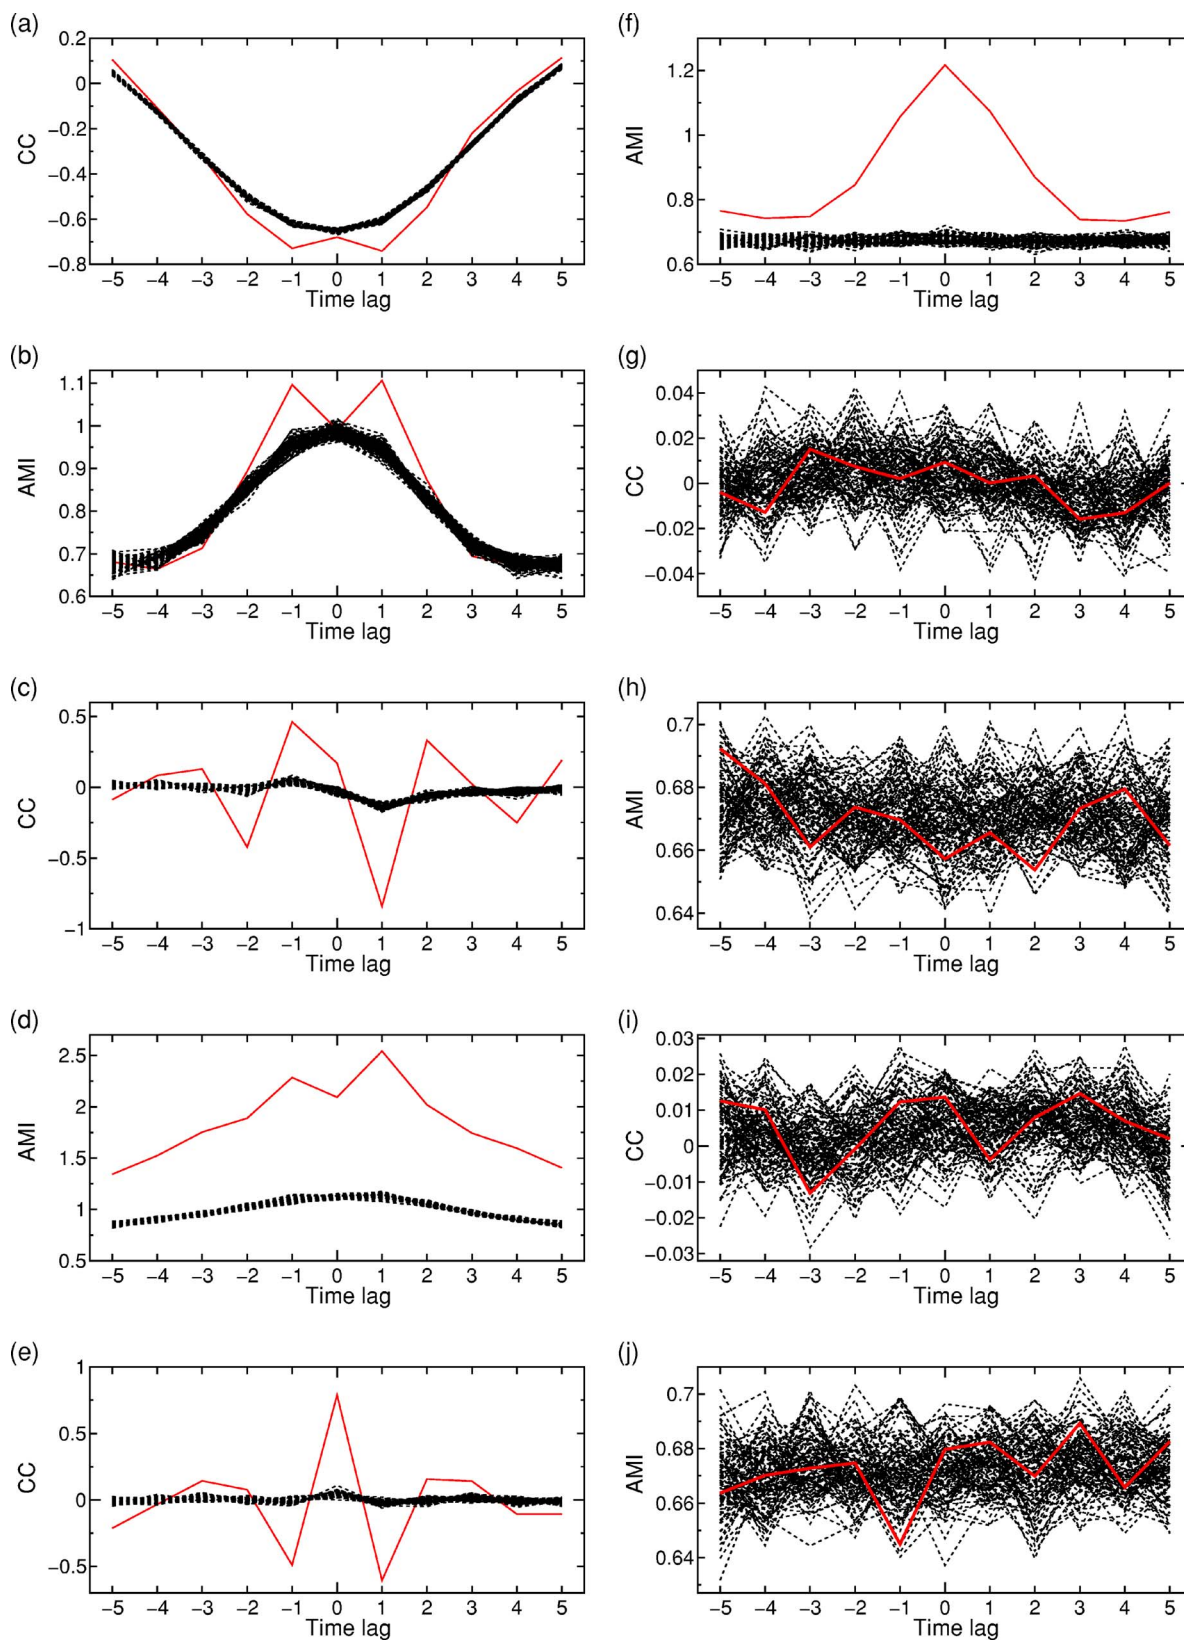 (a)
0.2
0
−0.2
−0.4
−0.6
−0.8
CC
−5 −4 −3 −2 −1 0 1 2 3 4 5
Time lag
(b)
1.1
1
0.9
0.8
0.7
0.6
AMI
−5 −4 −3 −2 −1 0 1 2 3 4 5
Time lag
(c)
0.5
0
−0.5
−1
CC
−5 −4 −3 −2 −1 0 1 2 3 4 5
Time lag
(d)
2.5
2
1.5
1
0.5
AMI
−5 −4 −3 −2 −1 0 1 2 3 4 5
Time lag
(e)
1
0.5
0
−0.5
CC
−5 −4 −3 −2 −1 0 1 2 3 4 5
Time lag
(f)
1.2
1
0.8
0.6
AMI
−5 −4 −3 −2 −1 0 1 2 3 4 5
Time lag
(g)
0.04
0.02
0
−0.02
−0.04
CC
−5 −4 −3 −2 −1 0 1 2 3 4 5
Time lag
(h)
0.7
0.68
0.66
0.64
AMI
−5 −4 −3 −2 −1 0 1 2 3 4 5
Time lag
(i)
0.03
0.02
0.01
0
−0.01
−0.02
−0.03
CC
−5 −4 −3 −2 −1 0 1 2 3 4 5
Time lag
(j)
0.7
0.68
0.66
0.64
AMI
−5 −4 −3 −2 −1 0 1 2 3 4 5
Time lag